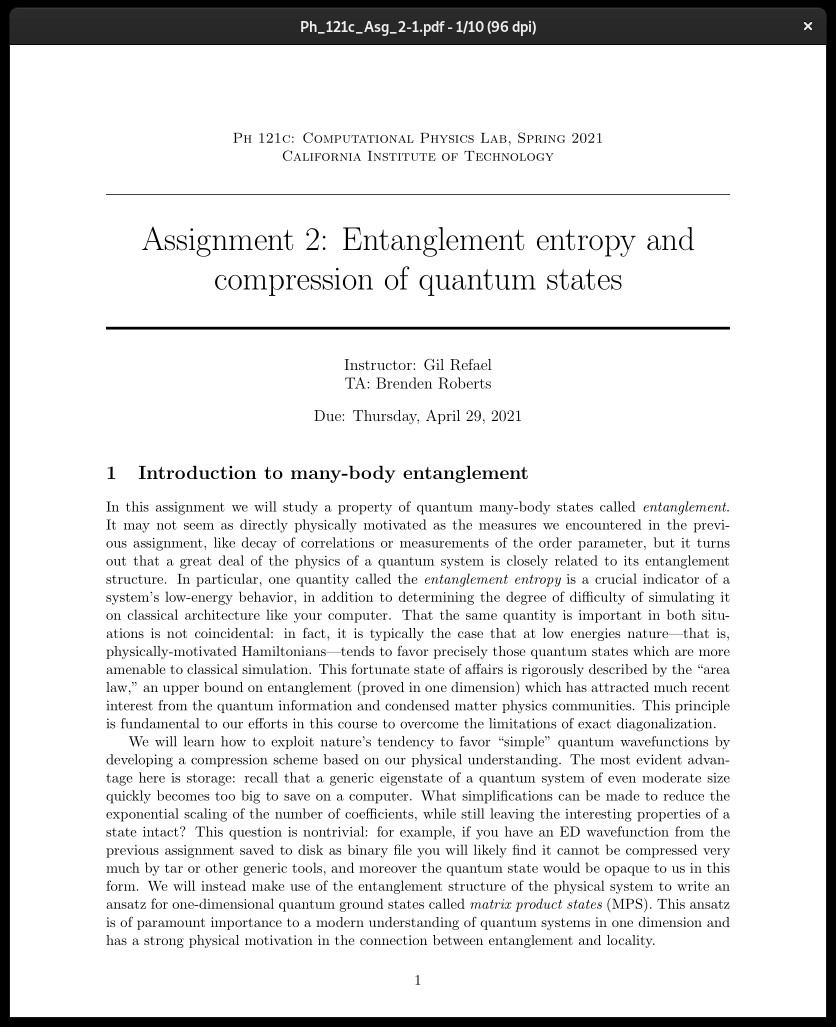 Ph_121c_Asg_2-1.pdf - 1/10 (96 dpi)
×
Ph 121c: Computational Physics Lab, Spring 2021
California Institute of Technology
Assignment 2: Entanglement entropy and
compression of quantum states
Instructor: Gil Refael
TA: Brenden Roberts
Due: Thursday, April 29, 2021
1 Introduction to many-body entanglement
In this assignment we will study a property of quantum many-body states called entanglement.
It may not seem as directly physically motivated as the measures we encountered in the previ-
ous assignment, like decay of correlations or measurements of the order parameter, but it turns
out that a great deal of the physics of a quantum system is closely related to its entanglement
structure. In particular, one quantity called the entanglement entropy is a crucial indicator of a
system's low-energy behavior, in addition to determining the degree of difficulty of simulating it
on classical architecture like your computer. That the same quantity is important in both situ-
ations is not coincidental: in fact, it is typically the case that at low energies nature—that is,
physically-motivated Hamiltonians—tends to favor precisely those quantum states which are more
amenable to classical simulation. This fortunate state of affairs is rigorously described by the “area
law,” an upper bound on entanglement (proved in one dimension) which has attracted much recent
interest from the quantum information and condensed matter physics communities. This principle
is fundamental to our efforts in this course to overcome the limitations of exact diagonalization.
We will learn how to exploit nature's tendency to favor “simple” quantum wavefunctions by
developing a compression scheme based on our physical understanding. The most evident advan-
tage here is storage: recall that a generic eigenstate of a quantum system of even moderate size
quickly becomes too big to save on a computer. What simplifications can be made to reduce the
exponential scaling of the number of coefficients, while still leaving the interesting properties of a
state intact? This question is nontrivial: for example, if you have an ED wavefunction from the
previous assignment saved to disk as binary file you will likely find it cannot be compressed very
much by tar or other generic tools, and moreover the quantum state would be opaque to us in this
form. We will instead make use of the entanglement structure of the physical system to write an
ansatz for one-dimensional quantum ground states called matrix product states (MPS). This ansatz
is of paramount importance to a modern understanding of quantum systems in one dimension and
has a strong physical motivation in the connection between entanglement and locality.
1